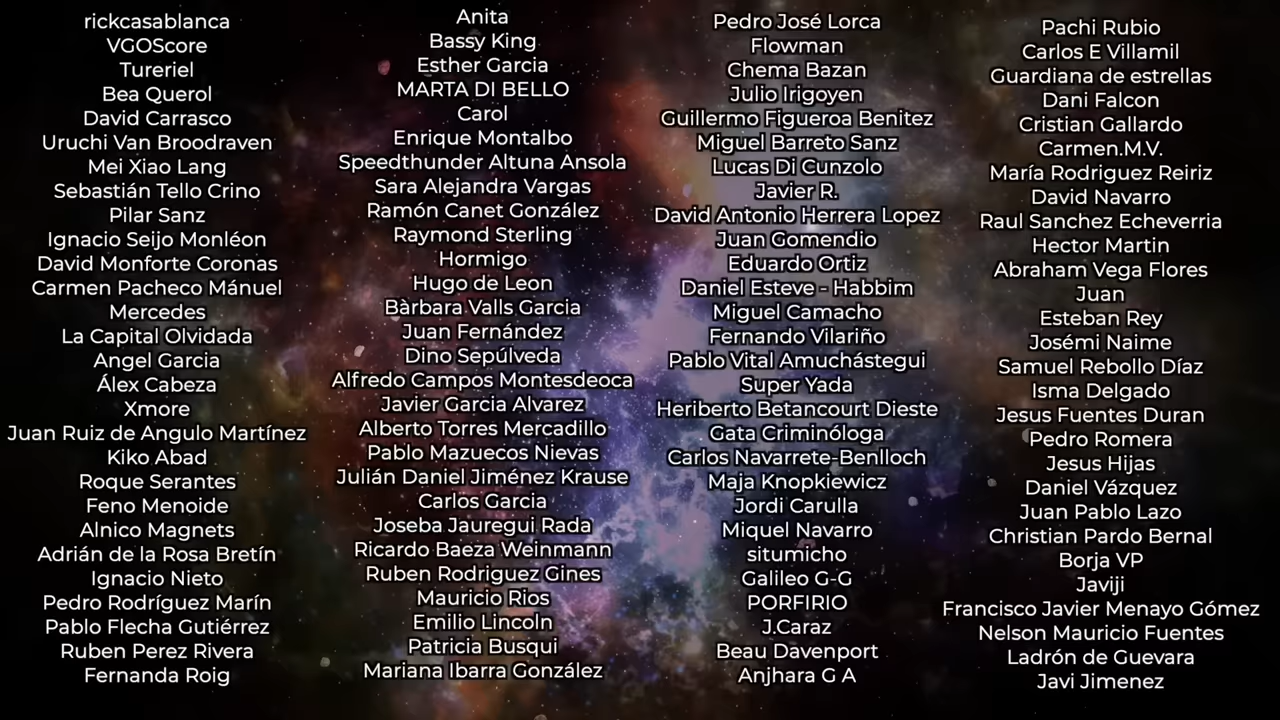 rickcasablanca
VGOScore
Tureriel
Bea Querol
David Carrasco
Uruchi Van Broodraven
Mei Xiao Lang
Sebastián Tello Crino
Pilar Sanz
Ignacio Seijo Monléon
David Monforte Coronas
Carmen Pacheco Mánuel
Mercedes
La Capital Olvidada
Angel Garcia
Álex Cabeza
Xmore
Juan Ruiz de Angulo Martínez
Kiko Abad
Roque Serantes
Feno Menoide
Alnico Magnets
Adrián de la Rosa Bretín
Ignacio Nieto
Pedro Rodríguez Marín
Pablo Flecha Gutiérrez
Ruben Perez Rivera
Fernanda Roig
Anita
Bassy King
Esther Garcia
MARTA DI BELLO
Carol
Enrique Montalbo
Speedthunder Altuna Ansola
Sara Alejandra Vargas
Ramón Canet González
Raymond Sterling
Hormigo
Hugo de Leon
Bàrbara Valls Garcia
Juan Fernández
Dino Sepúlveda
Alfredo Campos Montesdeoca
Javier Garcia Alvarez
Alberto Torres Mercadillo
Pablo Mazuecos Nievas
Julián Daniel Jiménez Krause
Carlos Garcia
Joseba Jauregui Rada
Ricardo Baeza Weinmann
Ruben Rodriguez Gines
Mauricio Rios
Emilio Lincoln
Patricia Busqui
Mariana Ibarra González
Pedro José Lorca
Flowman
Chema Bazan
Julio Irigoyen
Guillermo Figueroa Benitez
Miguel Barreto Sanz
Lucas Di Cunzolo
Javier R.
David Antonio Herrera Lopez
Juan Gomendio
Eduardo Ortiz
Daniel Esteve - Habbim
Miguel Camacho
Fernando Vilariño
Pablo Vital Amuchástegui
Super Yada
Heriberto Betancourt Dieste
Gata Criminóloga
Carlos Navarrete-Benlloch
Maja Knopkiewicz
Jordi Carulla
Miquel Navarro
situmicho
Galileo G-G
PORFIRIO
J.Caraz
Beau Davenport
Anjhara G A
Pachi Rubio
Carlos E Villamil
Guardiana de estrellas
Dani Falcon
Cristian Gallardo
Carmen.M.V.
María Rodriguez Reiriz
David Navarro
Raul Sanchez Echeverria
Hector Martin
Abraham Vega Flores
Juan
Esteban Rey
Josémi Naime
Samuel Rebollo Díaz
Isma Delgado
Jesus Fuentes Duran
Pedro Romera
Jesus Hijas
Daniel Vázquez
Juan Pablo Lazo
Christian Pardo Bernal
Borja VP
Javiji
Francisco Javier Menayo Gómez
Nelson Mauricio Fuentes
Ladrón de Guevara
Javi Jimenez